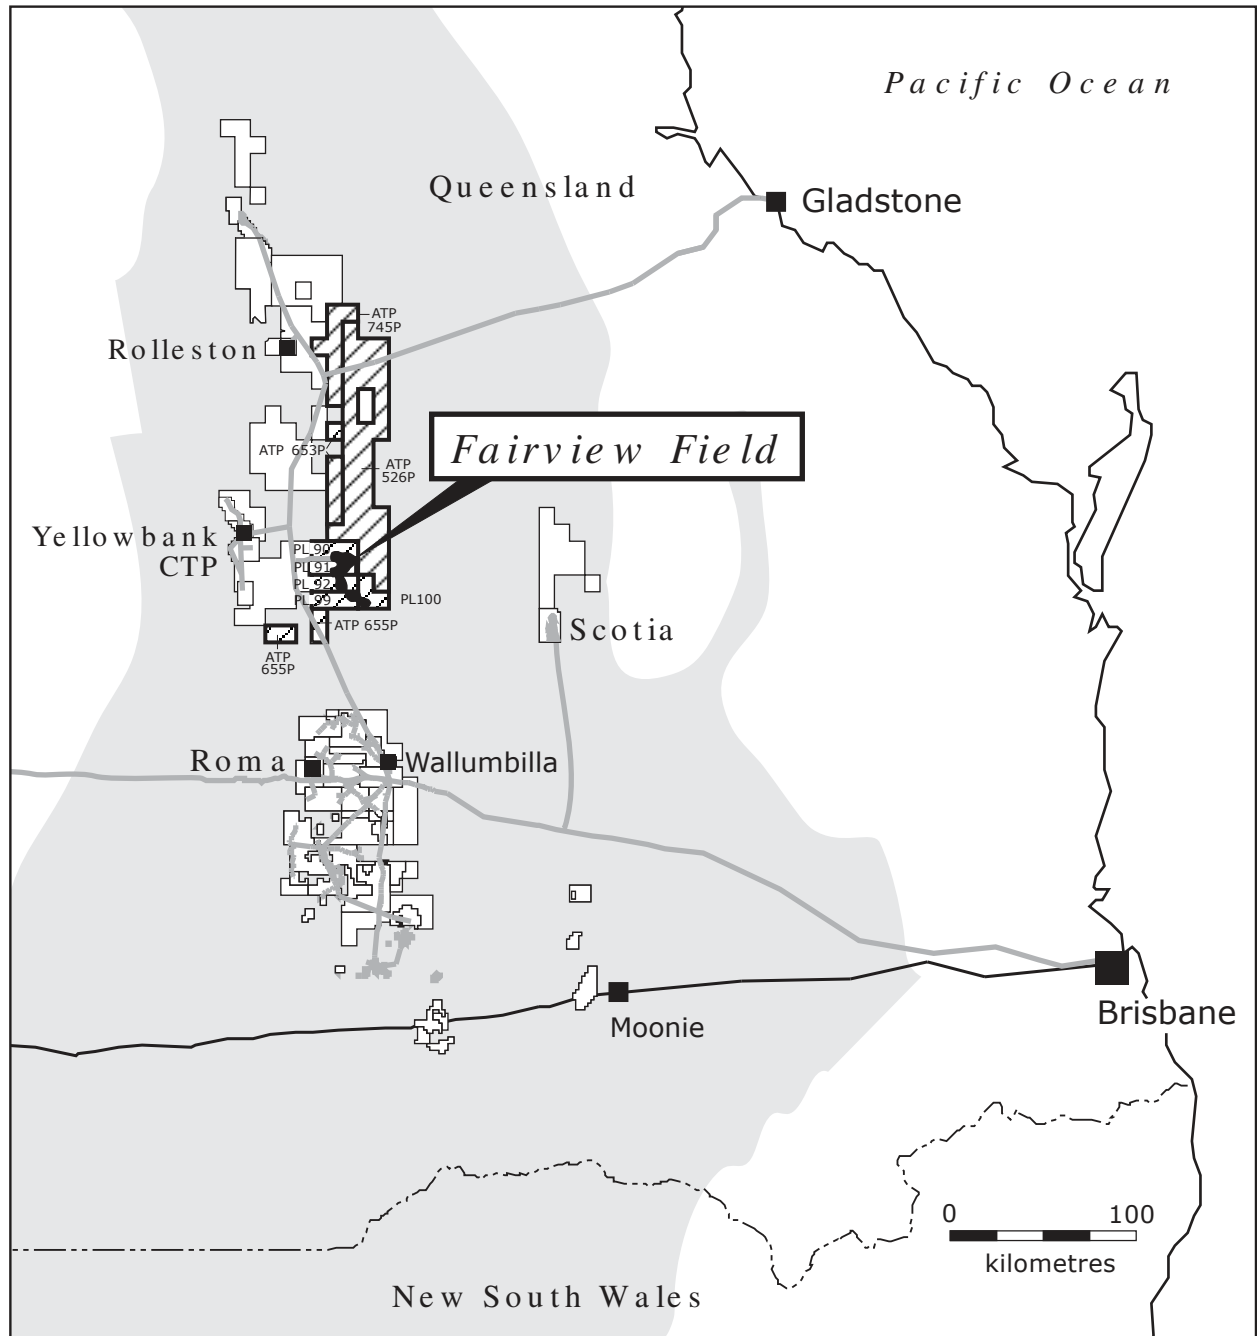 Pacific Ocean
Queensland
Gladstone
ATP
745P
Rolleston
Fairview Field
ATP 653P
ATP
526P
Yellowbank
CTP
PL 90
PL 91
PL 92
PL 99
PL100
ATP 655P
Scotia
ATP
655P
Roma
Wallumbilla
Moonie
Brisbane
0 100
kilometres
New South Wales